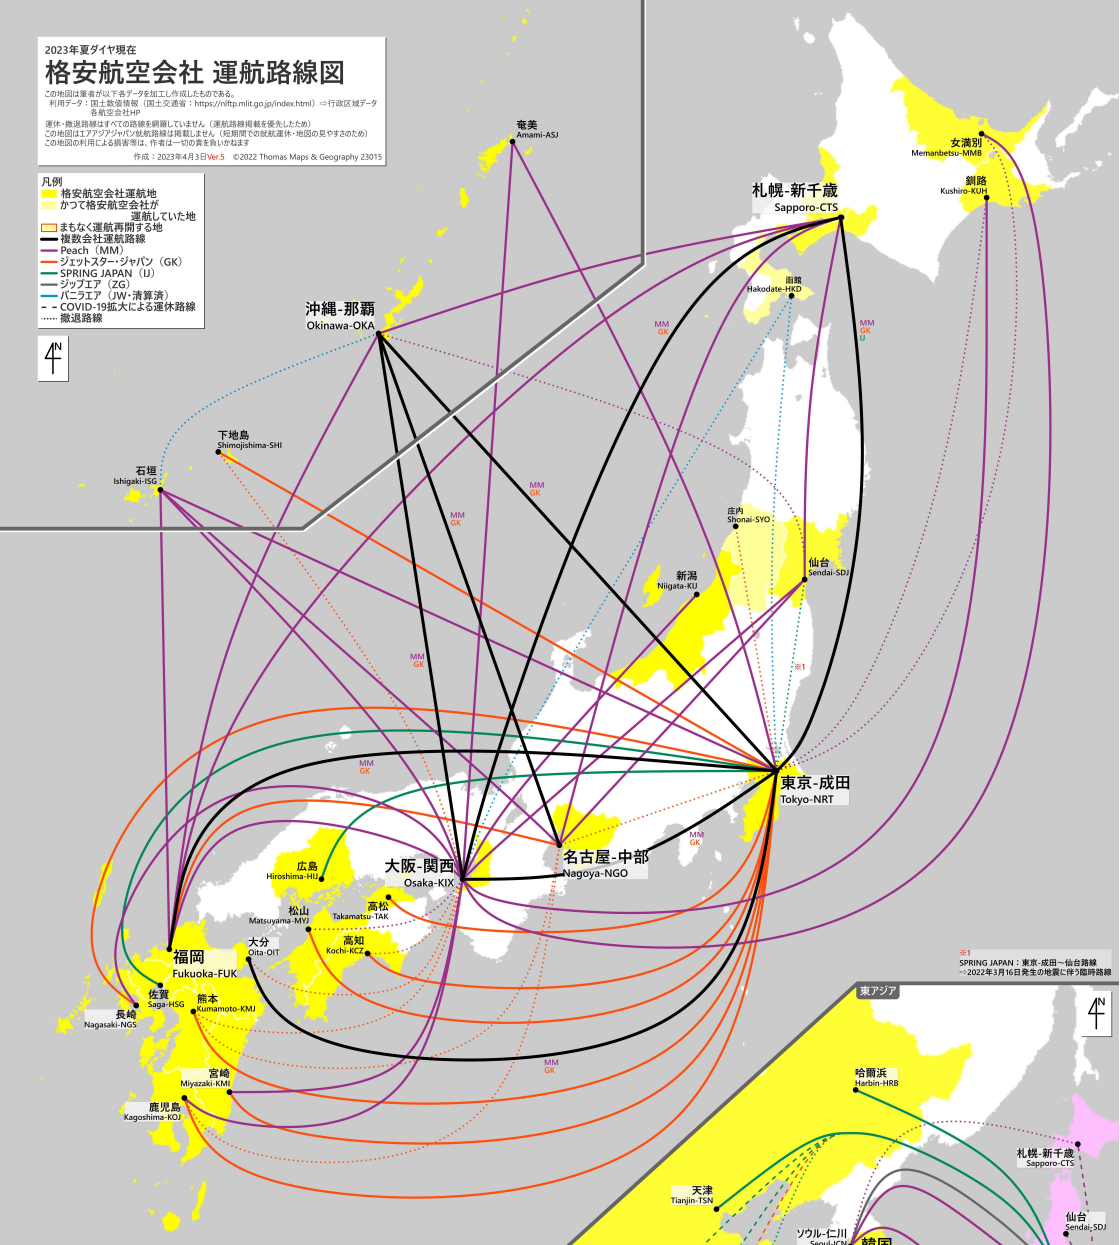 2023年夏ダイヤ現在
格安航空会社 運航路線図
この地図は筆者が以下各データを加工し作成したものである。
利用データ：国土数値情報（国土交通省：https://nlftp.mlit.go.jp/index.html）⇨行政区域データ
各航空会社HP
運休・撤退路線はすべての路線を網羅していません（運航路線掲載を優先したため）
この地図はエアアジアジャパン就航路線は掲載しません（短期間での就航運休・地図の見やすさのため）
この地図の利用による損害等は、作者は一切の責を負いかねます
作成：2023年4月3日Ver.5　©2022 Thomas Maps & Geography 23015
凡例
格安航空会社運航地
かつて格安航空会社が
運航していた地
まもなく運航再開する地
複数会社運航路線
Peach（MM）
ジェットスター・ジャパン（GK）
SPRING JAPAN（IJ）
ジップエア（ZG）
バニラエア（JW・清算済）
COVID-19拡大による運休路線
撤退路線
N
奄美
Amami-ASJ
女満別
Memanbetsu-MMB
釧路
Kushiro-KUH
札幌-新千歳
Sapporo-CTS
函館
Hakodate-HKD
沖縄-那覇
Okinawa-OKA
MM
GK
MM
GK
IJ
下地島
Shimojishima-SHI
石垣
Ishigaki-ISG
MM
GK
MM
GK
庄内
Shonai-SYO
仙台
Sendai-SDJ
新潟
Niigata-KIJ
MM
GK
※1
MM
GK
東京-成田
Tokyo-NRT
MM
GK
名古屋-中部
Nagoya-NGO
大阪-関西
Osaka-KIX
広島
Hiroshima-HIJ
高松
Takamatsu-TAK
松山
Matsuyama-MYJ
高知
Kochi-KCZ
大分
Oita-OIT
福岡
Fukuoka-FUK
佐賀
Saga-HSG
熊本
Kumamoto-KMJ
長崎
Nagasaki-NGS
宮崎
Miyazaki-KMI
鹿児島
Kagoshima-KOJ
MM
GK
※1
SPRING JAPAN：東京-成田～仙台路線
⇨2022年3月16日発生の地震に伴う臨時路線
東アジア
N
哈爾浜
Harbin-HRB
札幌-新千歳
Sapporo-CTS
天津
Tianjin-TSN
仙台
Sendai-SDJ
ソウル-仁川
Seoul-ICN
韓国